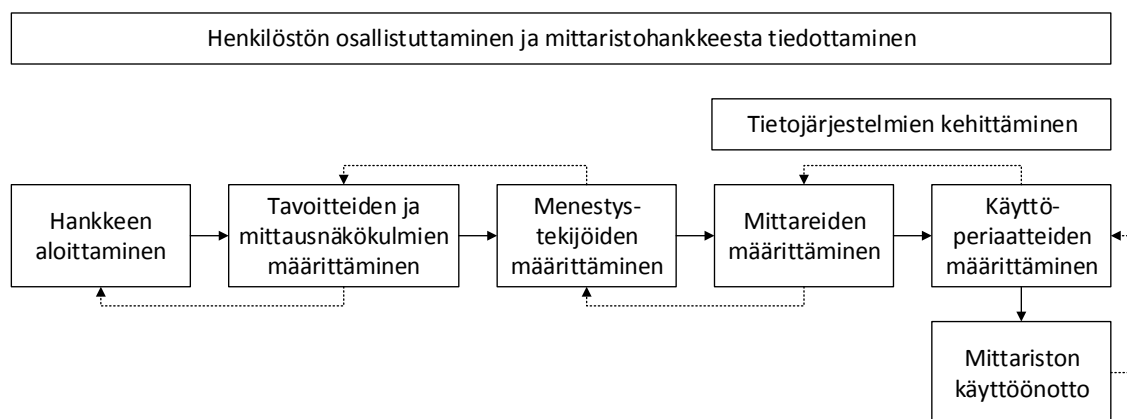 Henkilöstön osallistuttaminen ja mittaristohankkeesta tiedottaminen
Tietojärjestelmien kehittäminen
Hankkeen
aloittaminen
Tavoitteiden ja
mittausnäkökulmien
määrittäminen
Menestys-
tekijöiden
määrittäminen
Mittareiden
määrittäminen
Käyttö-
periaatteiden
määrittäminen
Mittariston
käyttöönotto